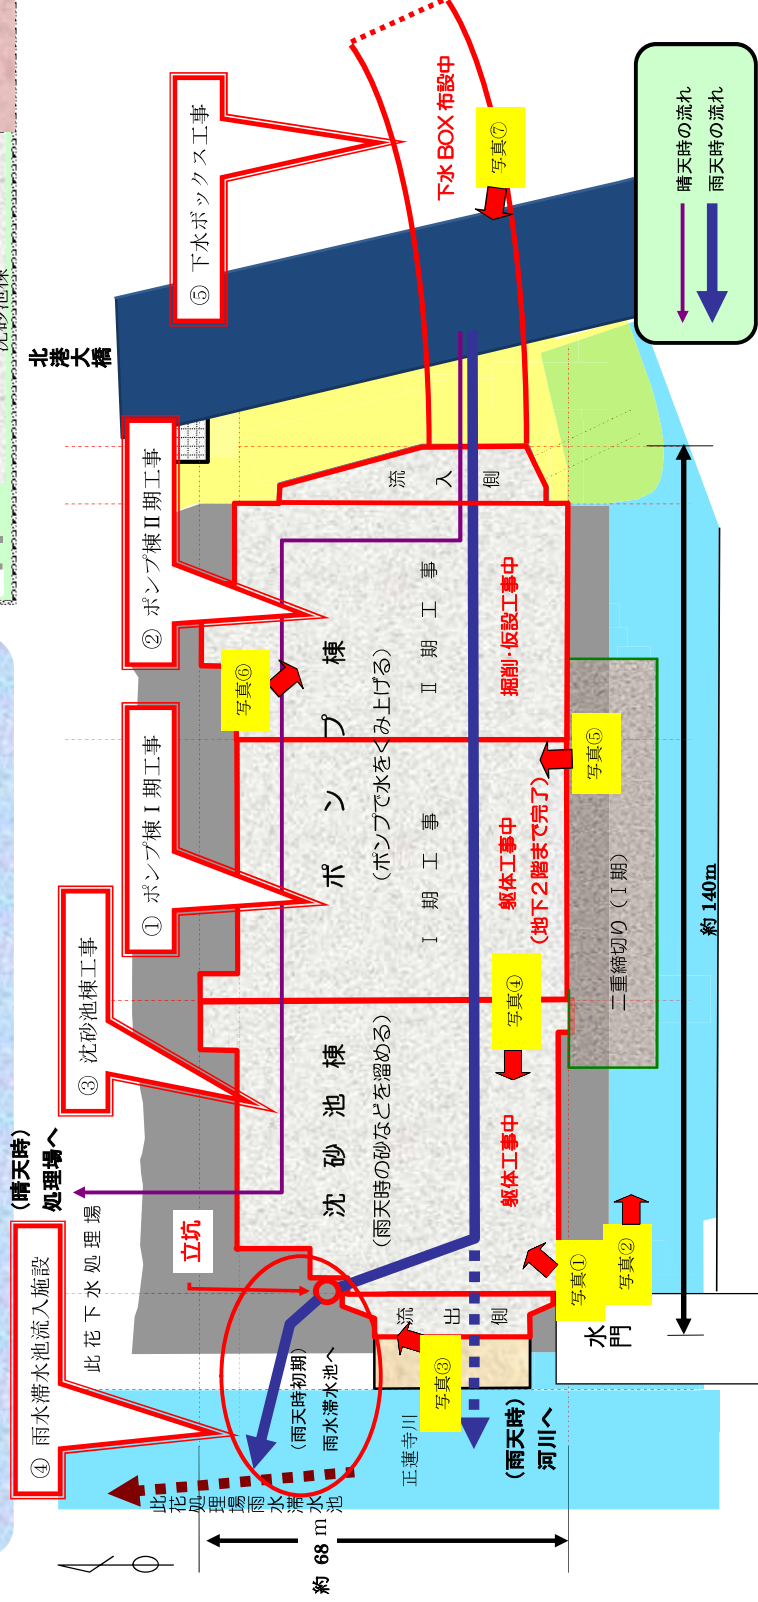 北港大橋
⑤ 下水ボックス工事
下水BOX布設中
写真⑦
晴天時の流れ
雨天時の流れ
② ポンプ棟Ⅱ期工事
① ポンプ棟Ⅰ期工事
③ 沈砂池棟工事
④ 雨水滞水池流入施設
流入側
ポンプ棟
(ポンプで水をくみ上げる)
Ⅱ期工事
Ⅰ期工事
掘削・仮設工事中
躯体工事中
(地下2階まで完了)
写真⑥
写真⑤
写真④
二重締切り(Ⅰ期)
約140m
沈砂池棟
(雨天時の砂などを溜める)
躯体工事中
(晴天時)
処理場へ
此花下水処理場
立坑
流出側
写真①
写真②
写真③
水門
(雨天時初期)
雨水滞水池へ
正蓮寺川
(雨天時)
河川へ
此花処理場雨水滞水池
約 68 m